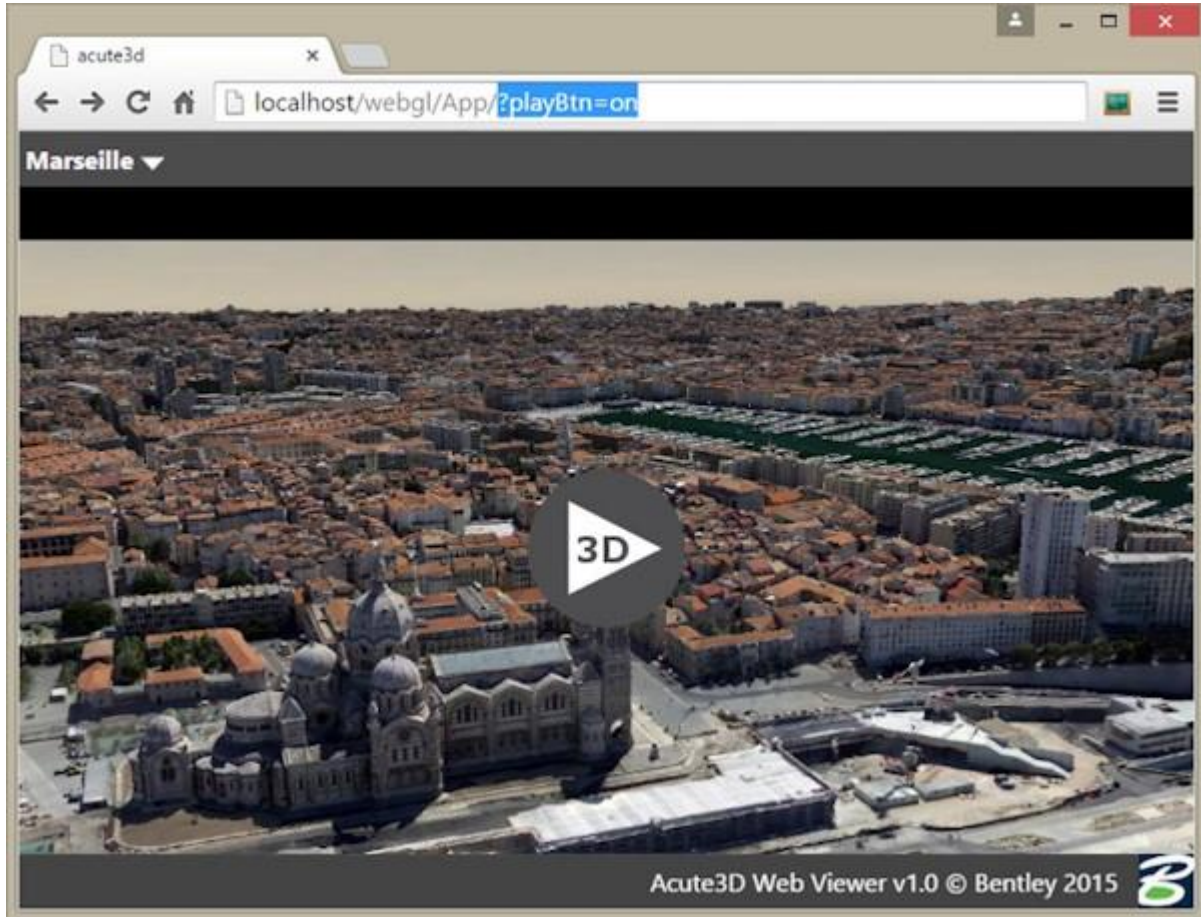 acute3d
localhost/webgl/App/?playBtn=on
Marseille
3D
Acute3D Web Viewer v1.0 © Bentley 2015